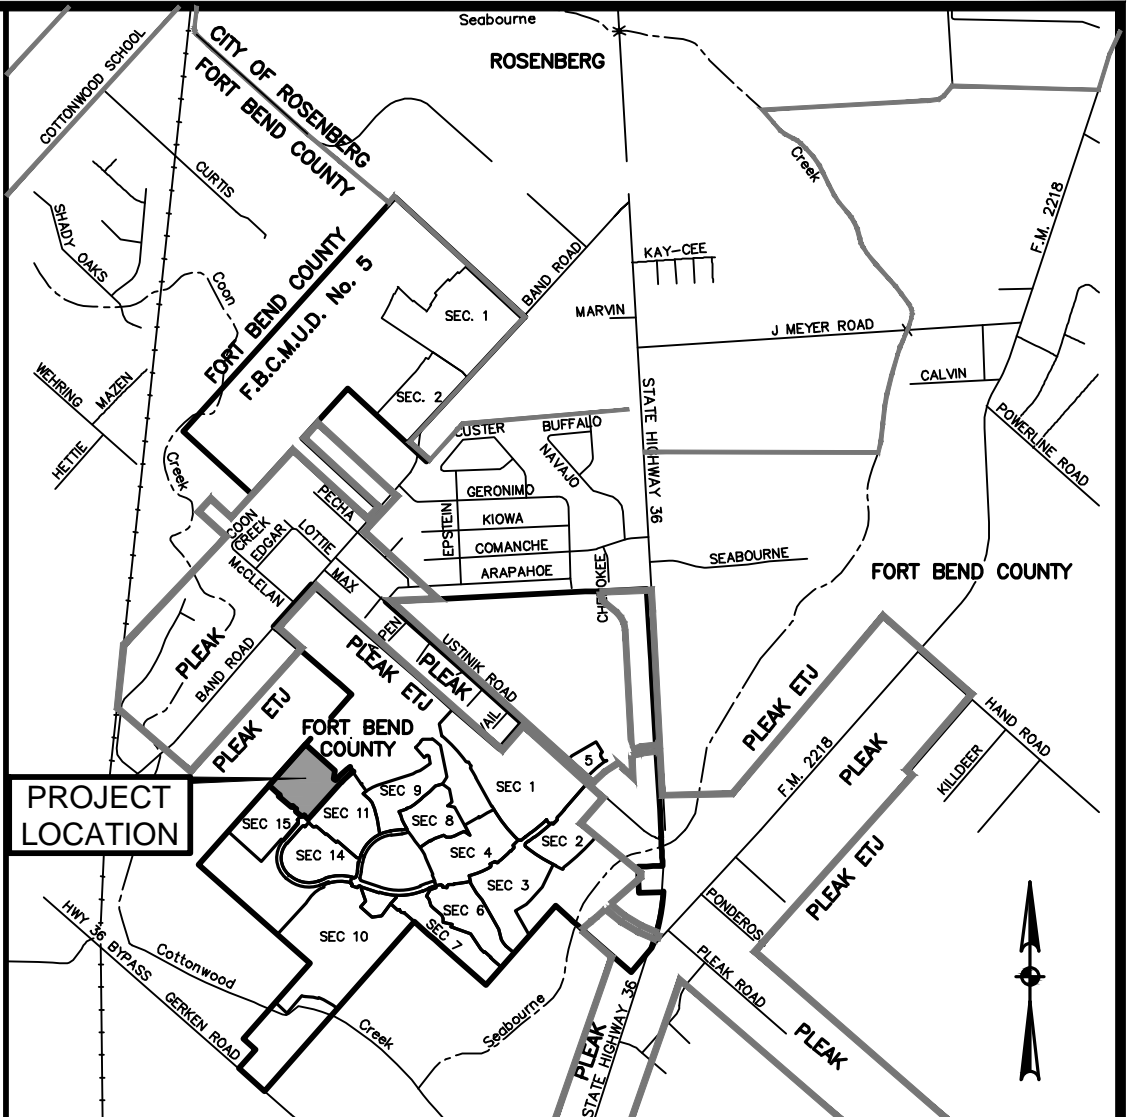 Seabourne
ROSENBERG
COTTONWOOD SCHOOL
CITY OF ROSENBERG
FORT BEND COUNTY
CURTIS
Creek
F.M. 2218
SHADY OAKS
KAY-CEE
BAND ROAD
Coon
FORT BEND COUNTY
F.B.C.M.U.D. No. 5
SEC. 1
MARVIN
J MEYER ROAD
WEHRING
MAZEN
CALVIN
SEC. 2
STATE HIGHWAY 36
POWERLINE ROAD
HETTIE
CUSTER
BUFFALO
NAVAJO
Creek
PECHA
GERONIMO
EPSTEIN
KIOWA
COON
CREEK
EDGAR
LOTTIE
COMANCHE
SEABOURNE
McCLELAN
MAX
ARAPAHOE
CHEROKEE
FORT BEND COUNTY
PLEAK
BAND ROAD
PEN
PLEAK ETJ
PLEAK
USTINIK ROAD
PLEAK ETJ
PLEAK ETJ
FORT BEND
COUNTY
HAND ROAD
F.M. 2218
PLEAK
KILLDEER
5
PROJECT
LOCATION
SEC 9
SEC 1
SEC 11
SEC 8
SEC 15
SEC 2
SEC 14
SEC 4
SEC 3
PLEAK ETJ
SEC 6
SEC 7
SEC 10
PONDEROS
HWY 36 BYPASS
Cottonwood
PLEAK ROAD
GERKEN ROAD
Creek
Seabourne
PLEAK
STATE HIGHWAY 36
PLEAK